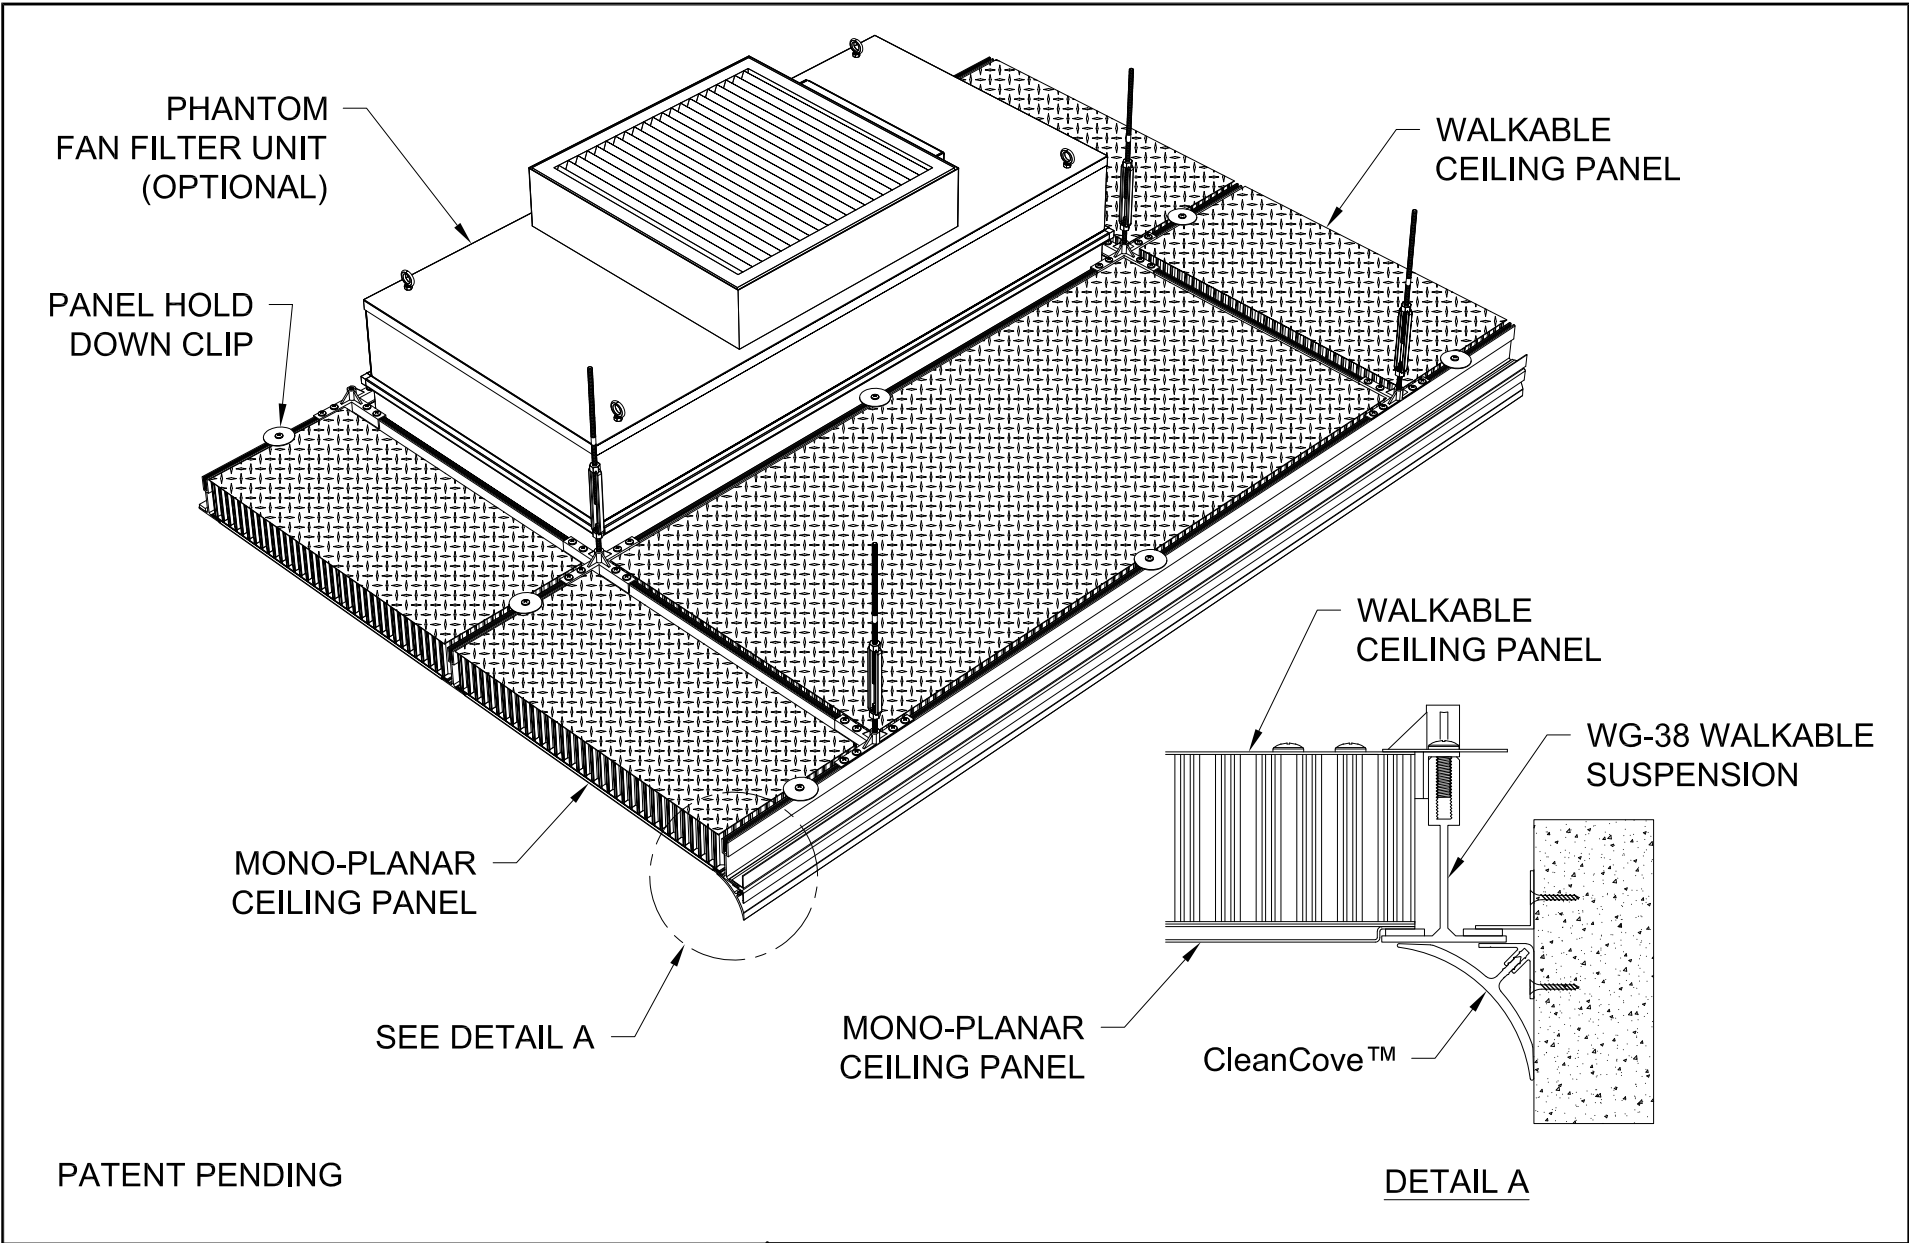 PHANTOM
FAN FILTER UNIT
(OPTIONAL)
WALKABLE
CEILING PANEL
PANEL HOLD
DOWN CLIP
WALKABLE
CEILING PANEL
WG-38 WALKABLE
SUSPENSION
MONO-PLANAR
CEILING PANEL
SEE DETAIL A
MONO-PLANAR
CEILING PANEL
CleanCove™
PATENT PENDING
DETAIL A